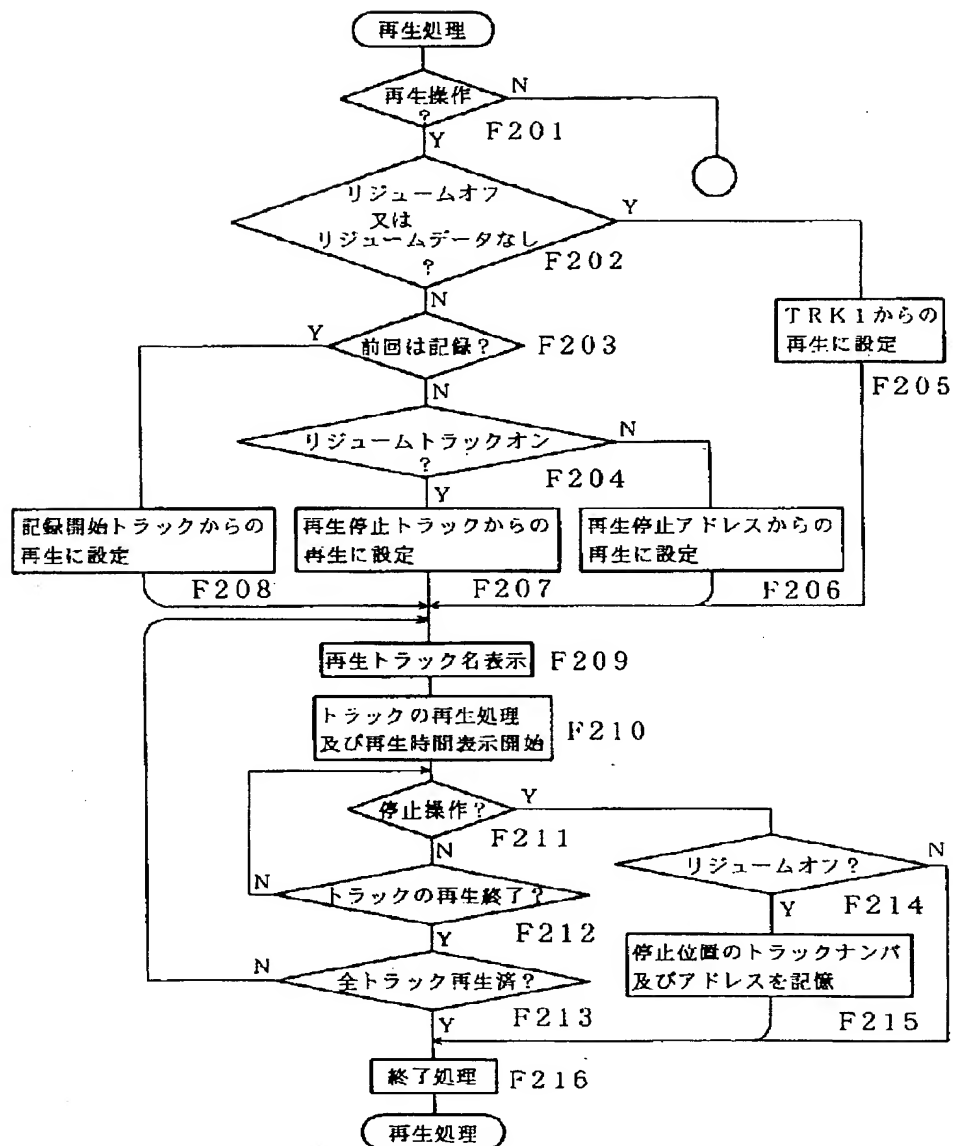 再生処理
再生操作
?
N
F201
Y
リジュームオフ
又は
リジュームデータなし
?
Y
F202
N
TRK1からの
再生に設定
F205
Y
前回は記録?
F203
N
リジュームトラックオン
?
N
F204
Y
記録開始トラックからの
再生に設定
F208
再生停止トラックからの
再生に設定
F207
再生停止アドレスからの
再生に設定
F206
再生トラック名表示
F209
トラックの再生処理
及び再生時間表示開始
F210
停止操作?
Y
F211
N
リジュームオフ?
N
F214
Y
N
トラックの再生終了?
F212
Y
停止位置のトラックナンバ
及びアドレスを記憶
F215
N
全トラック再生済?
F213
Y
終了処理
F216
再生処理